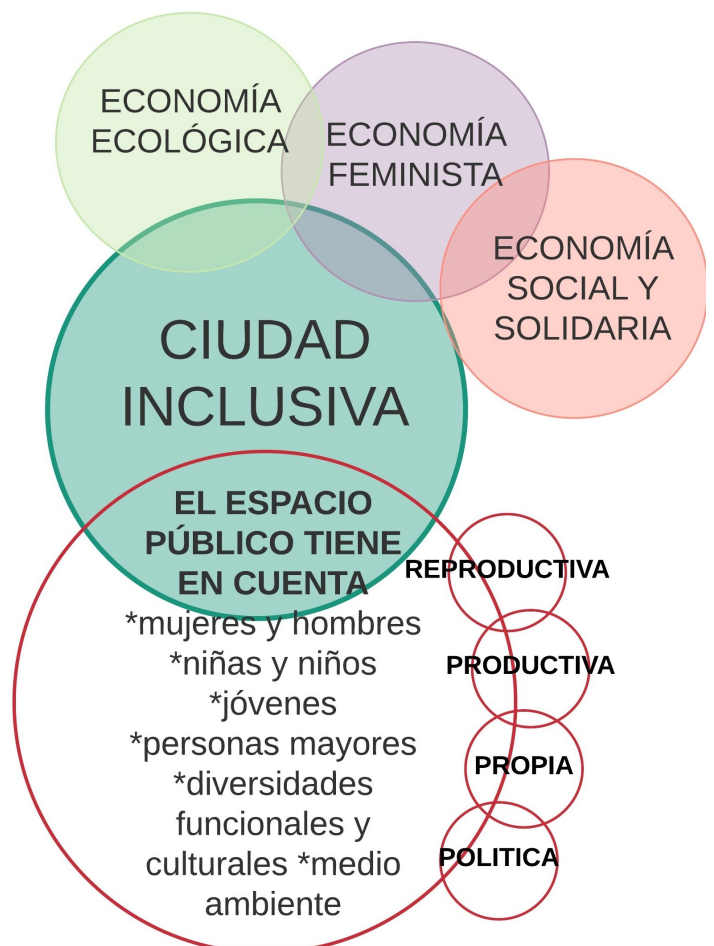 ECONOMÍA
ECOLÓGICA
ECONOMÍA
FEMINISTA
ECONOMÍA
SOCIAL Y
SOLIDARIA
CIUDAD
INCLUSIVA
EL ESPACIO
PÚBLICO TIENE
EN CUENTA
*mujeres y hombres
*niñas y niños
*jóvenes
*personas mayores
*diversidades
funcionales y
culturales *medio
ambiente
REPRODUCTIVA
PRODUCTIVA
PROPIA
POLITICA